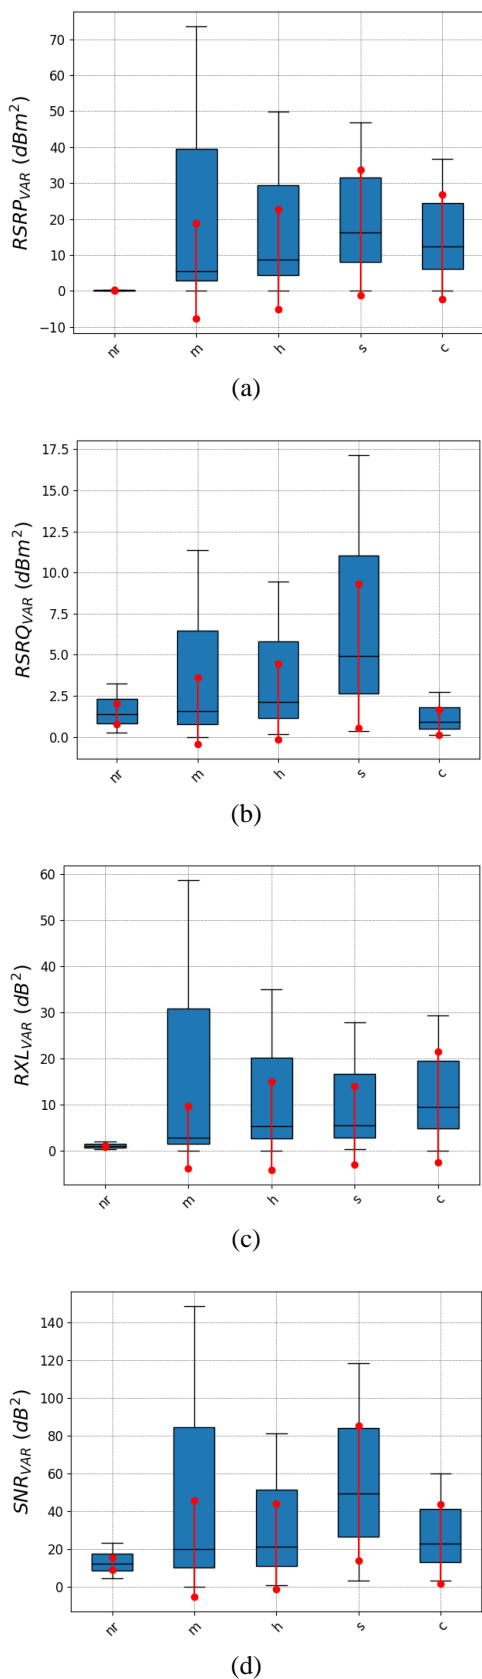 RSRP_VAR (dBm²)
70
60
50
40
30
20
10
0
−10
nr m h s c
(a)
RSRQ_VAR (dBm²)
17.5
15.0
12.5
10.0
7.5
5.0
2.5
0.0
nr m h s c
(b)
RXL_VAR (dB²)
60
50
40
30
20
10
0
nr m h s c
(c)
SNR_VAR (dB²)
140
120
100
80
60
40
20
0
nr m h s c
(d)